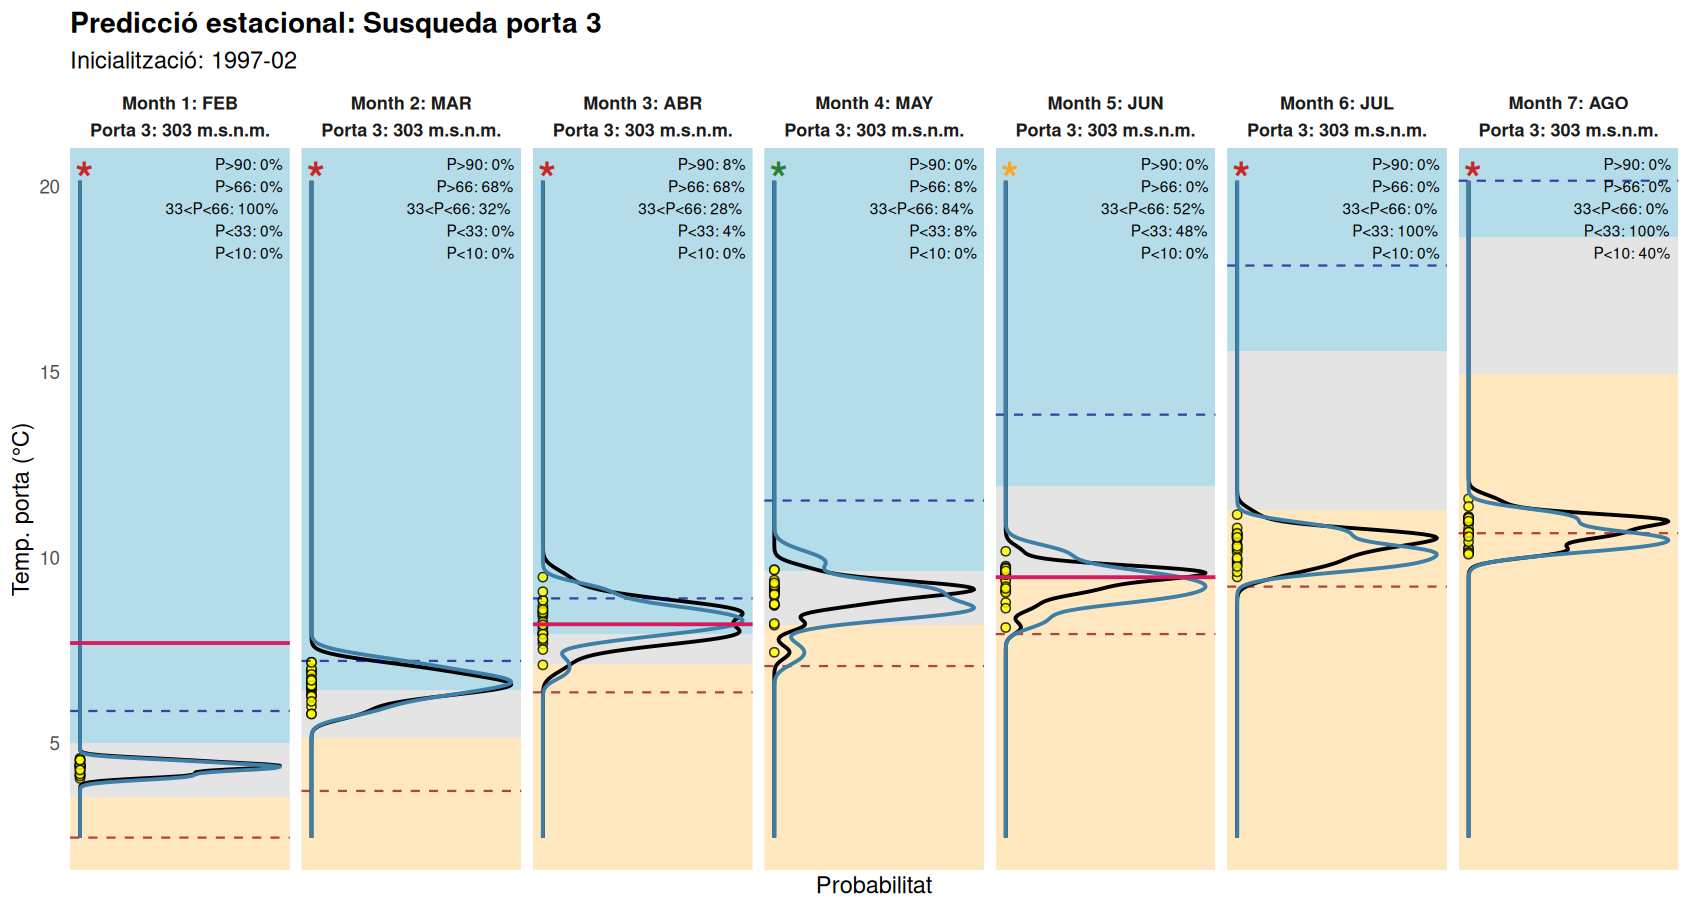 Predicció estacional: Susqueda porta 3
Inicialització: 1997-02
Month 1: FEB
Porta 3: 303 m.s.n.m.
Month 2: MAR
Porta 3: 303 m.s.n.m.
Month 3: ABR
Porta 3: 303 m.s.n.m.
Month 4: MAY
Porta 3: 303 m.s.n.m.
Month 5: JUN
Porta 3: 303 m.s.n.m.
Month 6: JUL
Porta 3: 303 m.s.n.m.
Month 7: AGO
Porta 3: 303 m.s.n.m.
*
P>90: 0%
P>66: 0%
33<P<66: 100%
P<33: 0%
P<10: 0%
*
P>90: 0%
P>66: 68%
33<P<66: 32%
P<33: 0%
P<10: 0%
*
P>90: 8%
P>66: 68%
33<P<66: 28%
P<33: 4%
P<10: 0%
*
P>90: 0%
P>66: 8%
33<P<66: 84%
P<33: 8%
P<10: 0%
*
P>90: 0%
P>66: 0%
33<P<66: 52%
P<33: 48%
P<10: 0%
*
P>90: 0%
P>66: 0%
33<P<66: 0%
P<33: 100%
P<10: 0%
*
P>90: 0%
P>66: 0%
33<P<66: 0%
P<33: 100%
P<10: 40%
20
15
10
5
Temp. porta (°C)
Probabilitat